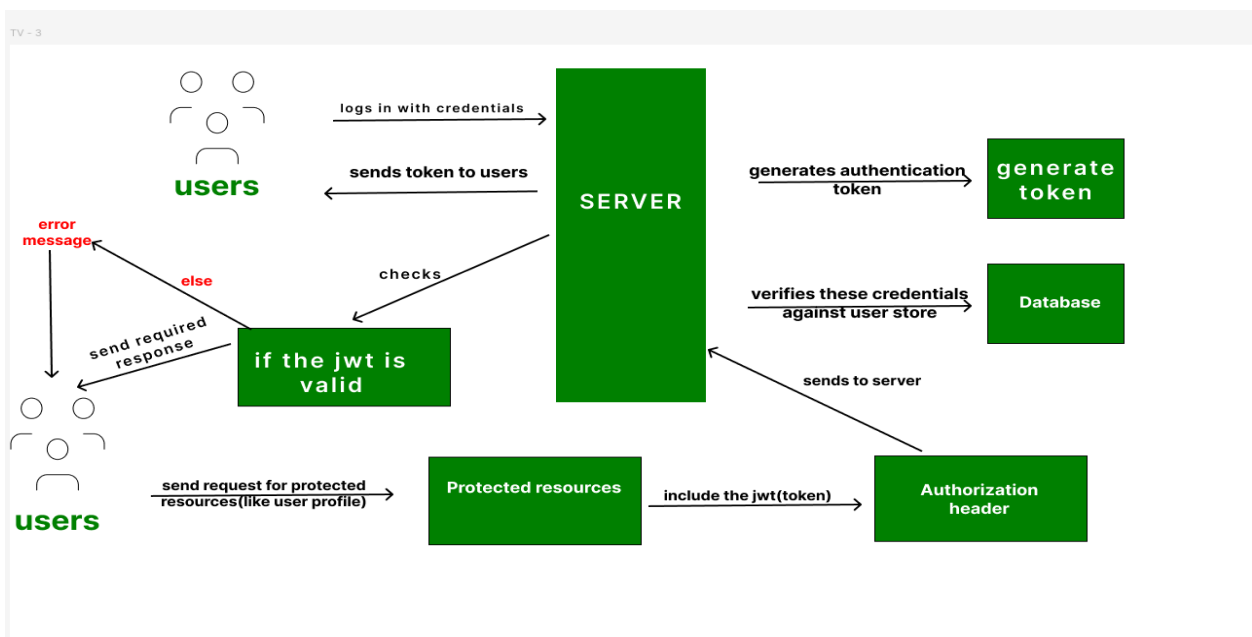 TV - 3
logs in with credentials
users
sends token to users
SERVER
generates authentication
token
generate
token
error
message
else
checks
verifies these credentials
against user store
Database
send required
response
if the jwt is
valid
sends to server
users
send request for protected
resources(like user profile)
Protected resources
include the jwt(token)
Authorization
header